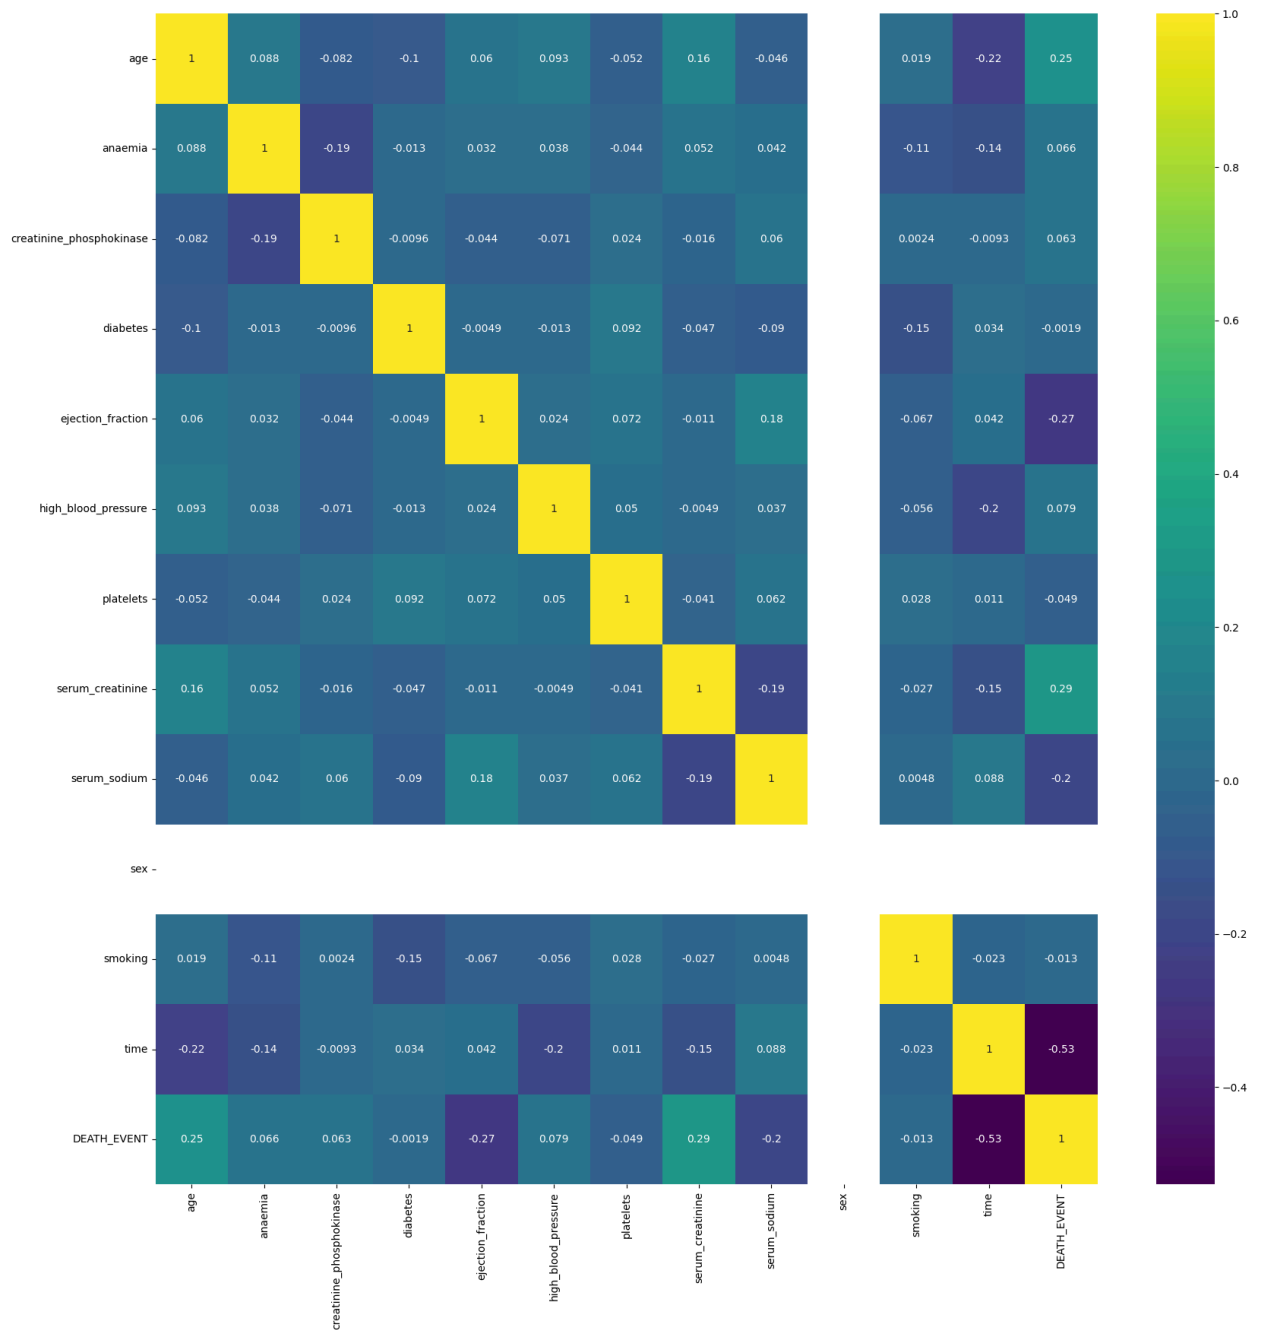 age 1 0.088 -0.082 -0.1 0.06 0.093 -0.052 0.16 -0.046 0.019 -0.22 0.25
anaemia 0.088 1 -0.19 -0.013 0.032 0.038 -0.044 0.052 0.042 -0.11 -0.14 0.066
creatinine_phosphokinase -0.082 -0.19 1 -0.0096 -0.044 -0.071 0.024 -0.016 0.06 0.0024 -0.0093 0.063
diabetes -0.1 -0.013 -0.0096 1 -0.0049 -0.013 0.092 -0.047 -0.09 -0.15 0.034 -0.0019
ejection_fraction 0.06 0.032 -0.044 -0.0049 1 0.024 0.072 -0.011 0.18 -0.067 0.042 -0.27
high_blood_pressure 0.093 0.038 -0.071 -0.013 0.024 1 0.05 -0.0049 0.037 -0.056 -0.2 0.079
platelets -0.052 -0.044 0.024 0.092 0.072 0.05 1 -0.041 0.062 0.028 0.011 -0.049
serum_creatinine 0.16 0.052 -0.016 -0.047 -0.011 -0.0049 -0.041 1 -0.19 -0.027 -0.15 0.29
serum_sodium -0.046 0.042 0.06 -0.09 0.18 0.037 0.062 -0.19 1 0.0048 0.088 -0.2
sex
smoking 0.019 -0.11 0.0024 -0.15 -0.067 -0.056 0.028 -0.027 0.0048 1 -0.023 -0.013
time -0.22 -0.14 -0.0093 0.034 0.042 -0.2 0.011 -0.15 0.088 -0.023 1 -0.53
DEATH_EVENT 0.25 0.066 0.063 -0.0019 -0.27 0.079 -0.049 0.29 -0.2 -0.013 -0.53 1
age
anaemia
creatinine_phosphokinase
diabetes
ejection_fraction
high_blood_pressure
platelets
serum_creatinine
serum_sodium
sex
smoking
time
DEATH_EVENT
1.0
0.8
0.6
0.4
0.2
0.0
−0.2
−0.4